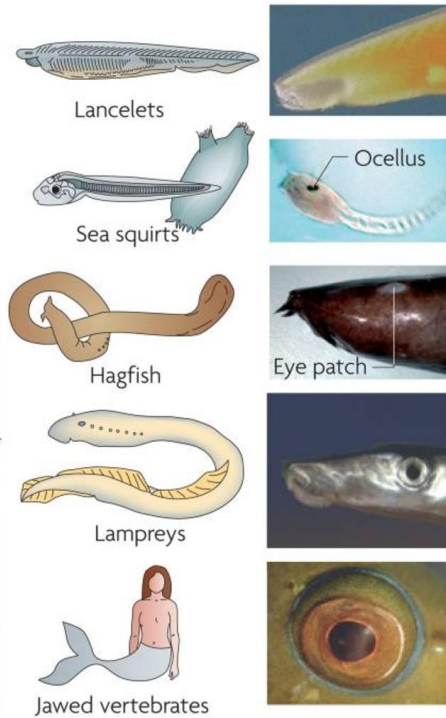 Lancelets
Ocellus
Sea squirts
Hagfish
Eye patch
Lampreys
Jawed vertebrates